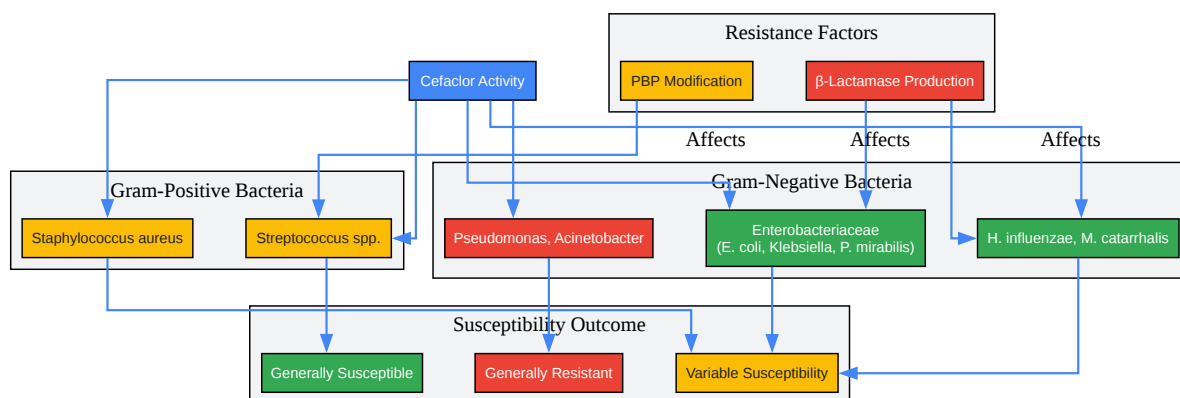 Resistance Factors
Cefaclor Activity
PBP Modification
β-Lactamase Production
Affects
Affects
Affects
Gram-Positive Bacteria
Gram-Negative Bacteria
Staphylococcus aureus
Streptococcus spp.
Pseudomonas, Acinetobacter
Enterobacteriaceae
(E. coli, Klebsiella, P. mirabilis)
H. influenzae, M. catarrhalis
Susceptibility Outcome
Generally Susceptible
Generally Resistant
Variable Susceptibility